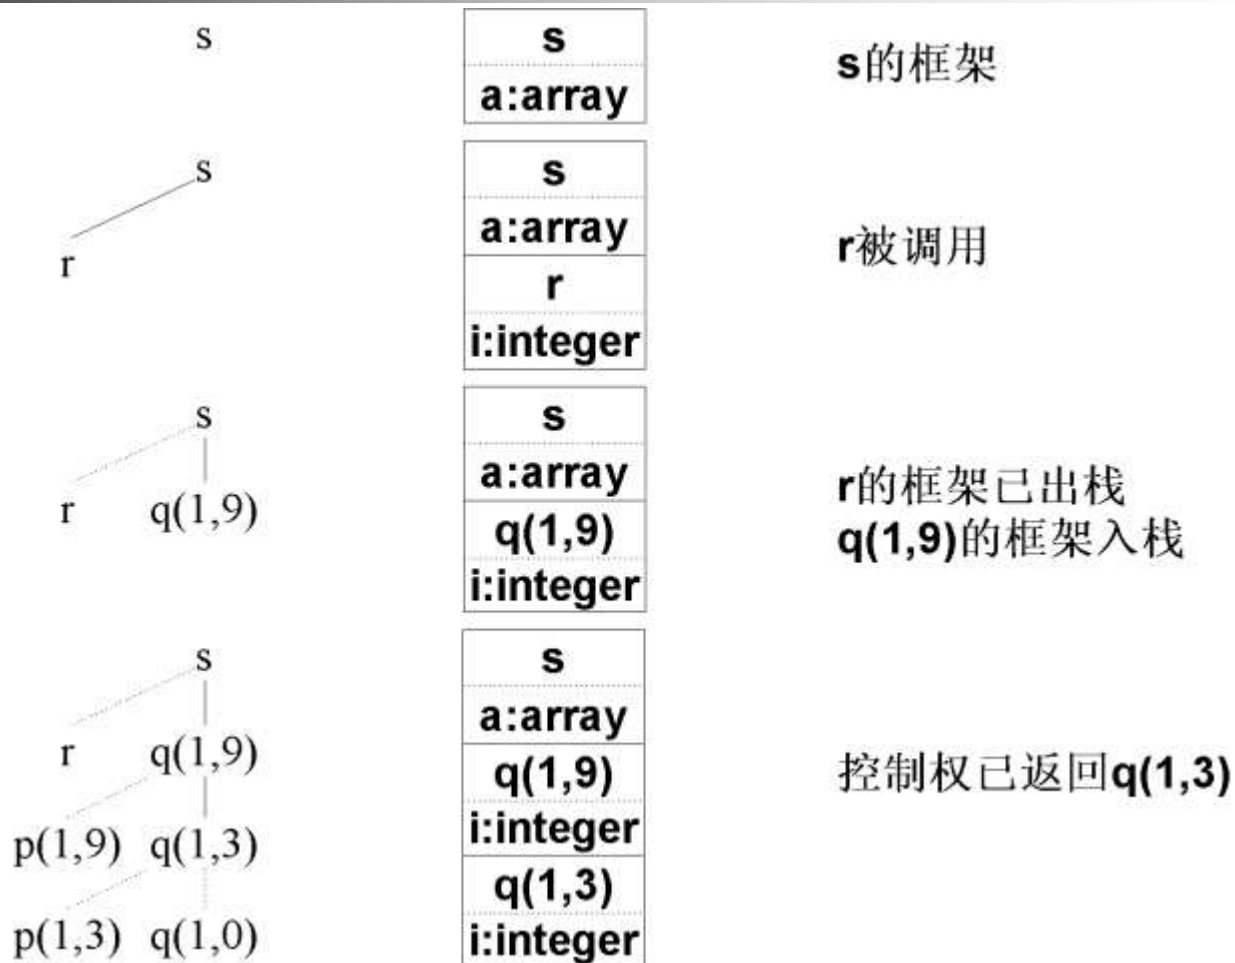 s
s
a:array
s的框架
s
r
s
a:array
r
i:integer
r被调用
s
r q(1,9)
s
a:array
q(1,9)
i:integer
r的框架已出栈
q(1,9)的框架入栈
s
r q(1,9)
p(1,9) q(1,3)
p(1,3) q(1,0)
s
a:array
q(1,9)
i:integer
q(1,3)
i:integer
控制权已返回q(1,3)